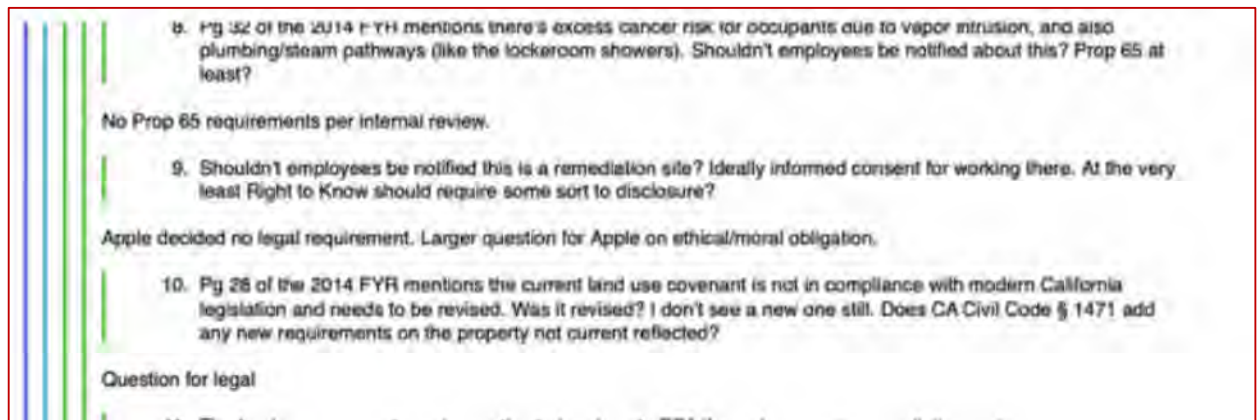 8. Pg 32 of the 2014 FYR mentions there's excess cancer risk for occupants due to vapor intrusion, and also
plumbing/steam pathways (like the lockeroom showers). Shouldn't employees be notified about this? Prop 65 at
least?
No Prop 65 requirements per internal review.
9. Shouldn't employees be notified this is a remediation site? Ideally informed consent for working there. At the very
least Right to Know should require some sort to disclosure?
Apple decided no legal requirement. Larger question for Apple on ethical/moral obligation.
10. Pg 28 of the 2014 FYR mentions the current land use covenant is not in compliance with modern California
legislation and needs to be revised. Was it revised? I don't see a new one still. Does CA Civil Code § 1471 add
any new requirements on the property not current reflected?
Question for legal